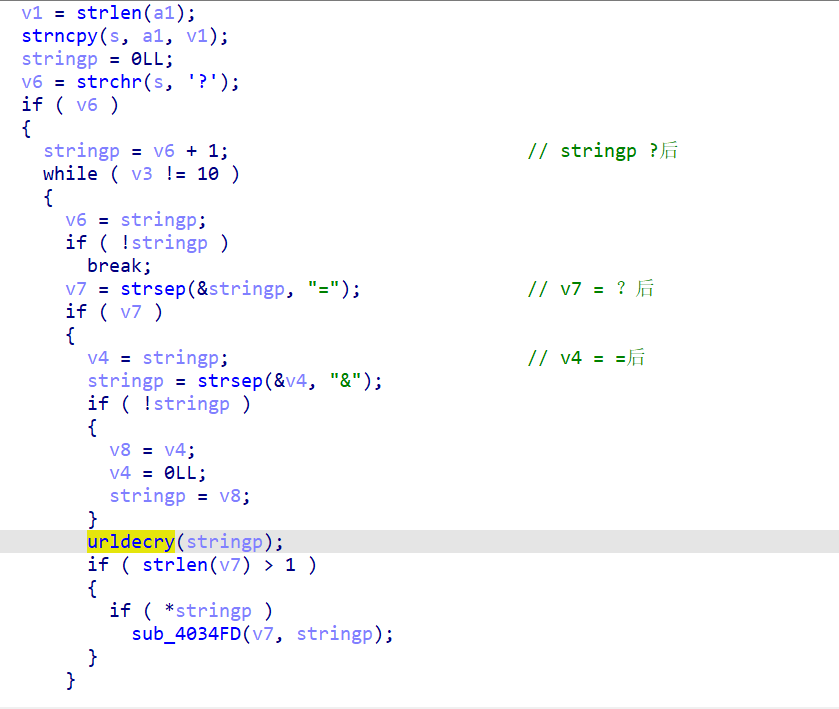 v1 = strlen(a1);
strncpy(s, a1, v1);
stringp = 0LL;
v6 = strchr(s, '?');
if ( v6 )
{
  stringp = v6 + 1;                           // stringp ?后
  while ( v3 != 10 )
  {
    v6 = stringp;
    if ( !stringp )
      break;
    v7 = strsep(&stringp, "=");               // v7 = ？后
    if ( v7 )
    {
      v4 = stringp;                           // v4 = =后
      stringp = strsep(&v4, "&");
      if ( !stringp )
      {
        v8 = v4;
        v4 = 0LL;
        stringp = v8;
      }
      urldecry(stringp);
      if ( strlen(v7) > 1 )
      {
        if ( *stringp )
          sub_4034FD(v7, stringp);
      }
    }